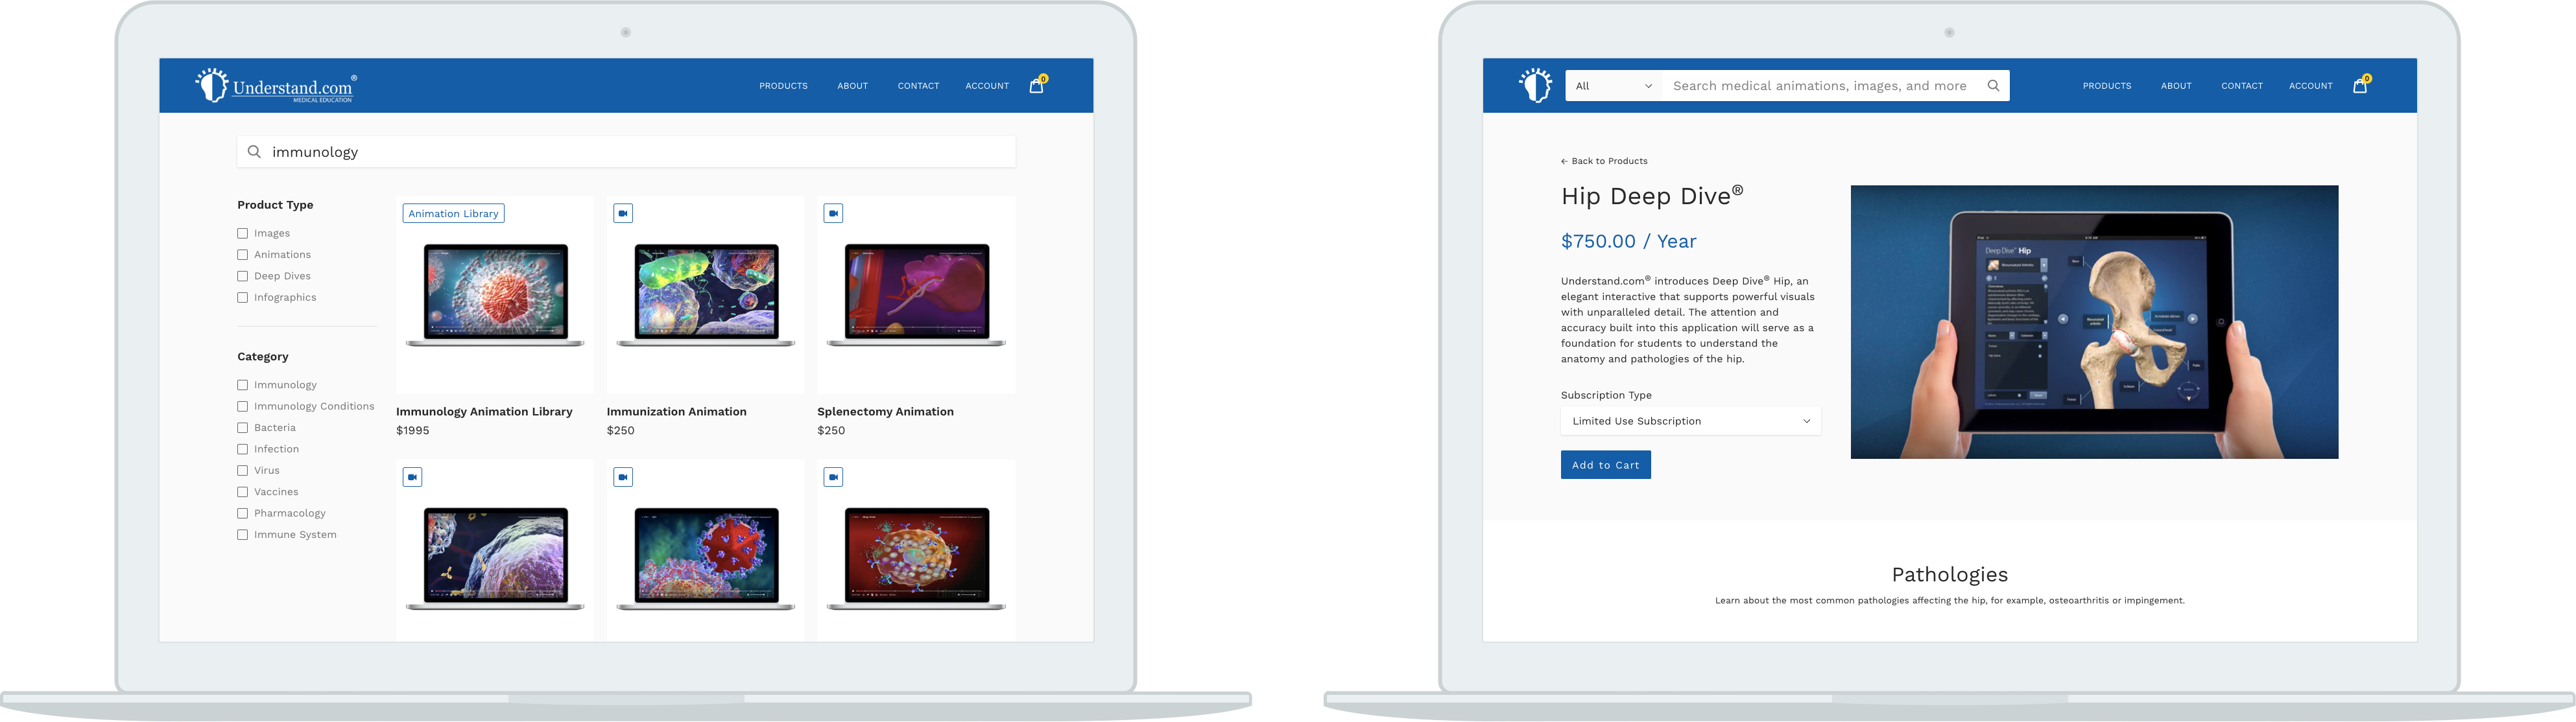 Understand.com®
MEDICAL EDUCATION
PRODUCTS
ABOUT
CONTACT
ACCOUNT
0
immunology
Product Type
Images
Animations
Deep Dives
Infographics
Category
Immunology
Immunology Conditions
Bacteria
Infection
Virus
Vaccines
Pharmacology
Immune System
Animation Library
Immunology Animation Library
$1995
Immunization Animation
$250
Splenectomy Animation
$250
All
Search medical animations, images, and more
PRODUCTS
ABOUT
CONTACT
ACCOUNT
0
← Back to Products
Hip Deep Dive®
$750.00 / Year
Understand.com® introduces Deep Dive® Hip, an
elegant interactive that supports powerful visuals
with unparalleled detail. The attention and
accuracy built into this application will serve as a
foundation for students to understand the
anatomy and pathologies of the hip.
Subscription Type
Limited Use Subscription
Add to Cart
Deep Dive Hip
Pathologies
Learn about the most common pathologies affecting the hip, for example, osteoarthritis or impingement.